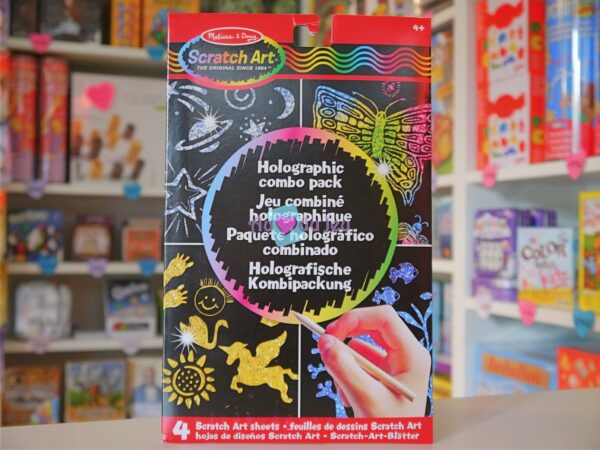 Melissa & Doug
4+
Scratch Art
THE ORIGINAL SINCE 1964™
Holographic
combo pack
Jeu combiné
holographique
Paquete holográfico
combinado
Holografische
Kombipackung
4 Scratch Art sheets • feuilles de dessins Scratch Art
hojas de diseños Scratch Art • Scratch-Art-Blätter